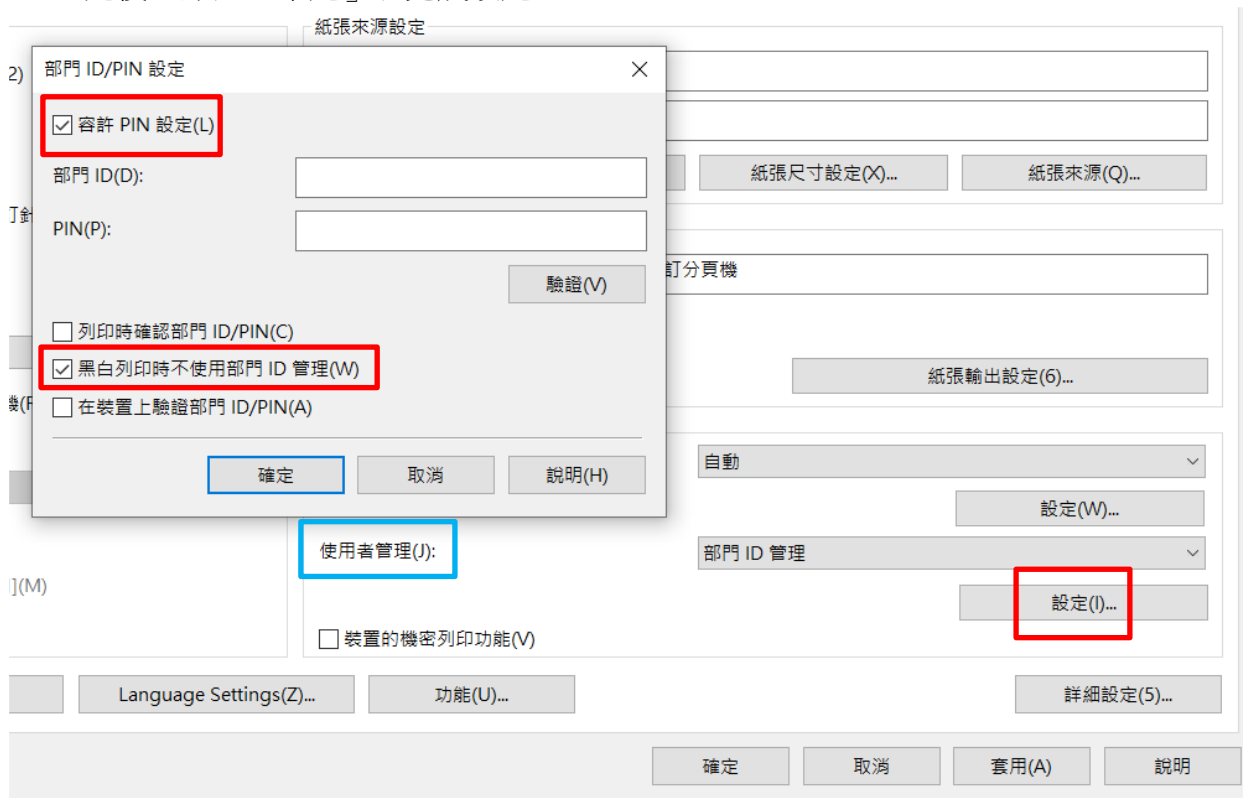 紙張來源設定
2)
部門 ID/PIN 設定
容許 PIN 設定(L)
部門 ID(D):
紙張尺寸設定(X)...
紙張來源(Q)...
PIN(P):
訂分頁機
驗證(V)
列印時確認部門 ID/PIN(C)
黑白列印時不使用部門 ID 管理(W)
紙張輸出設定(6)...
在裝置上驗證部門 ID/PIN(A)
自動
確定
取消
說明(H)
設定(W)...
使用者管理(J):
部門 ID 管理
](M)
設定(I)...
裝置的機密列印功能(V)
Language Settings(Z)...
功能(U)...
詳細設定(5)...
確定
取消
套用(A)
說明